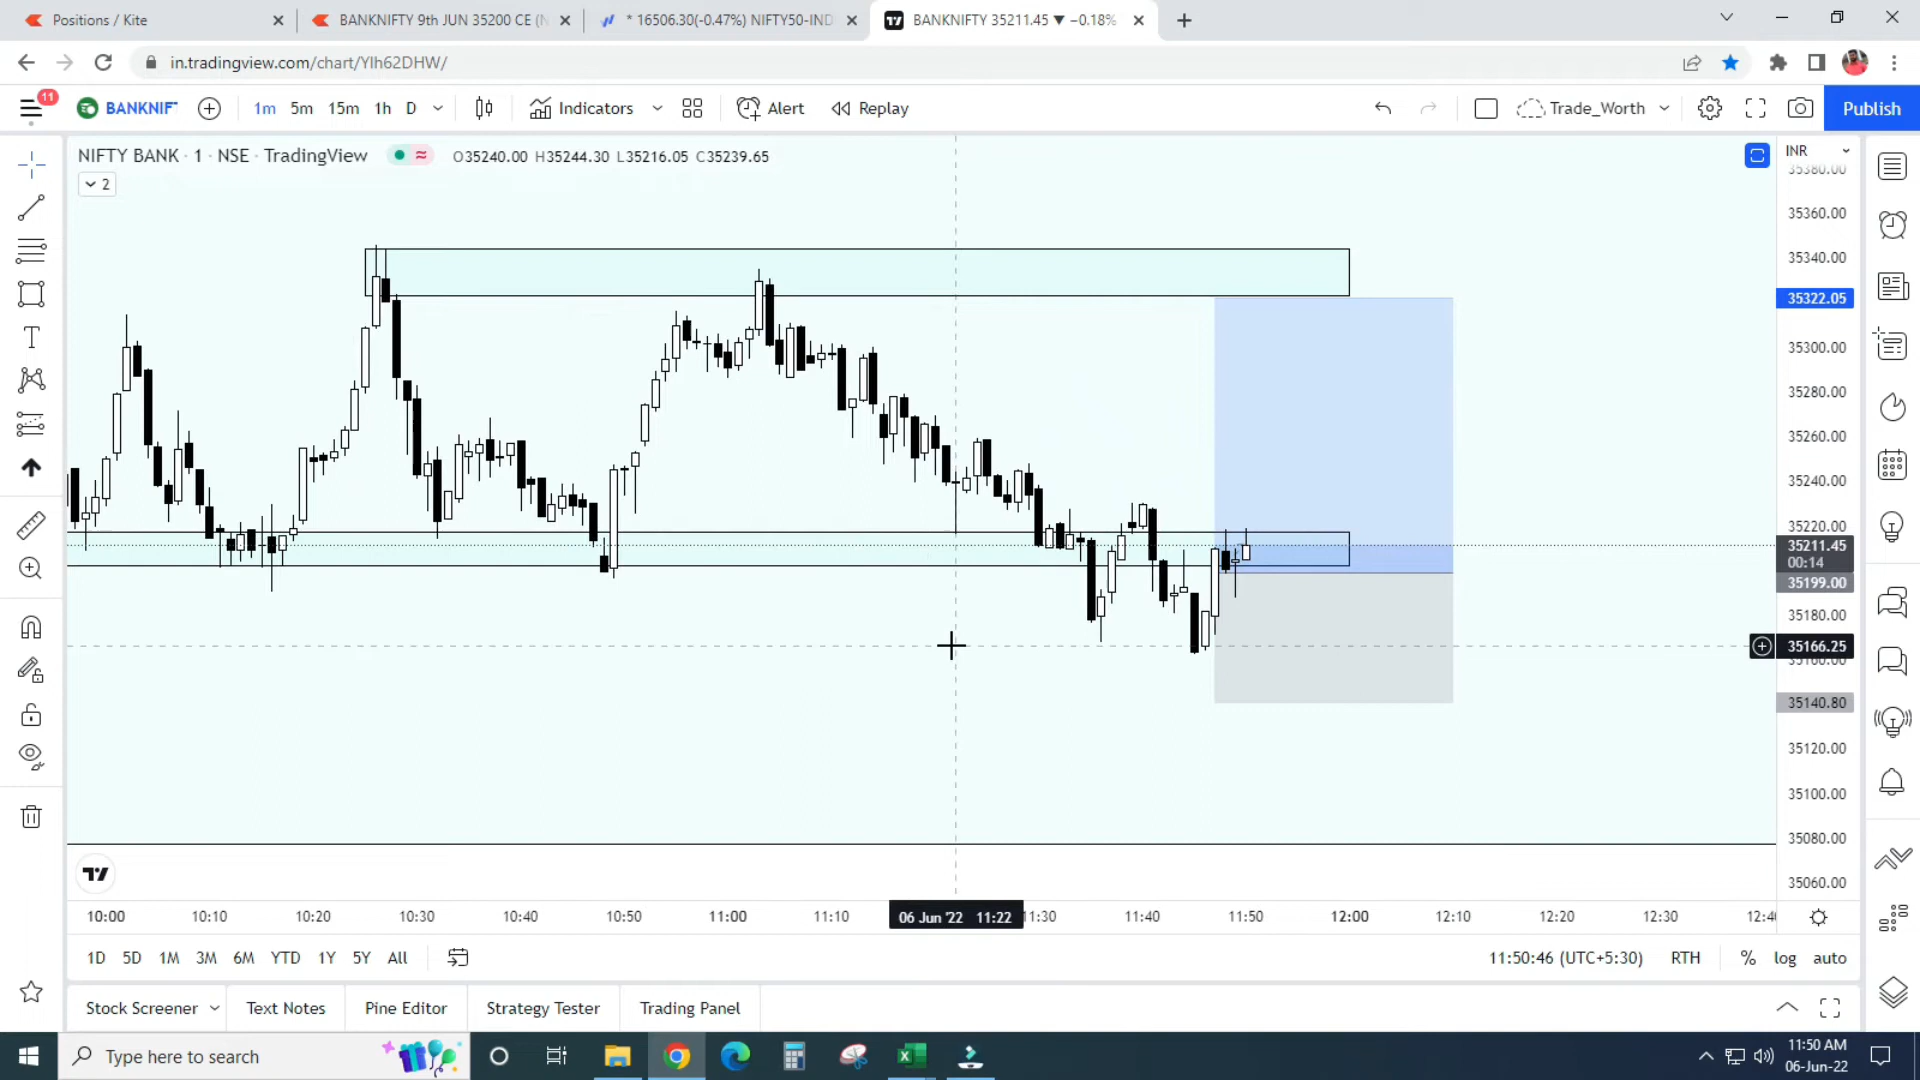 Positions / Kite
BANKNIFTY 9th JUN 35200 CE (N
* 16506.30(-0.47%) NIFTY50-IND
BANKNIFTY 35211.45 ▼ −0.18%
in.tradingview.com/chart/Ylh62DHW/
11
BANKNIF
1m 5m 15m 1h D
Indicators
Alert
Replay
Trade_Worth
Publish
NIFTY BANK · 1 · NSE · TradingView
O35240.00 H35244.30 L35216.05 C35239.65
2
INR
35380.00
35360.00
35340.00
35322.05
35300.00
35280.00
35260.00
35240.00
35220.00
35211.45
00:14
35199.00
35180.00
35166.25
35160.00
35140.80
35120.00
35100.00
35080.00
35060.00
10:00 10:10 10:20 10:30 10:40 10:50 11:00 11:10 06 Jun '22 11:22 11:30 11:40 11:50 12:00 12:10 12:20 12:30 12:40
1D 5D 1M 3M 6M YTD 1Y 5Y All
11:50:46 (UTC+5:30) RTH % log auto
Stock Screener Text Notes Pine Editor Strategy Tester Trading Panel
Type here to search
11:50 AM
06-Jun-22